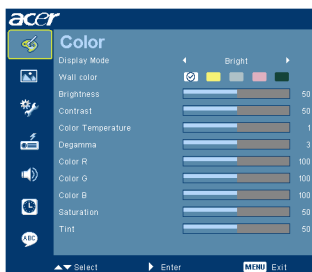 acer
Color
Display Mode Bright
Wall color
Brightness 50
Contrast 50
Color Temperature 1
Degamma 3
Color R 100
Color G 100
Color B 100
Saturation 50
Tint 50
ABC
Select Enter MENU Exit